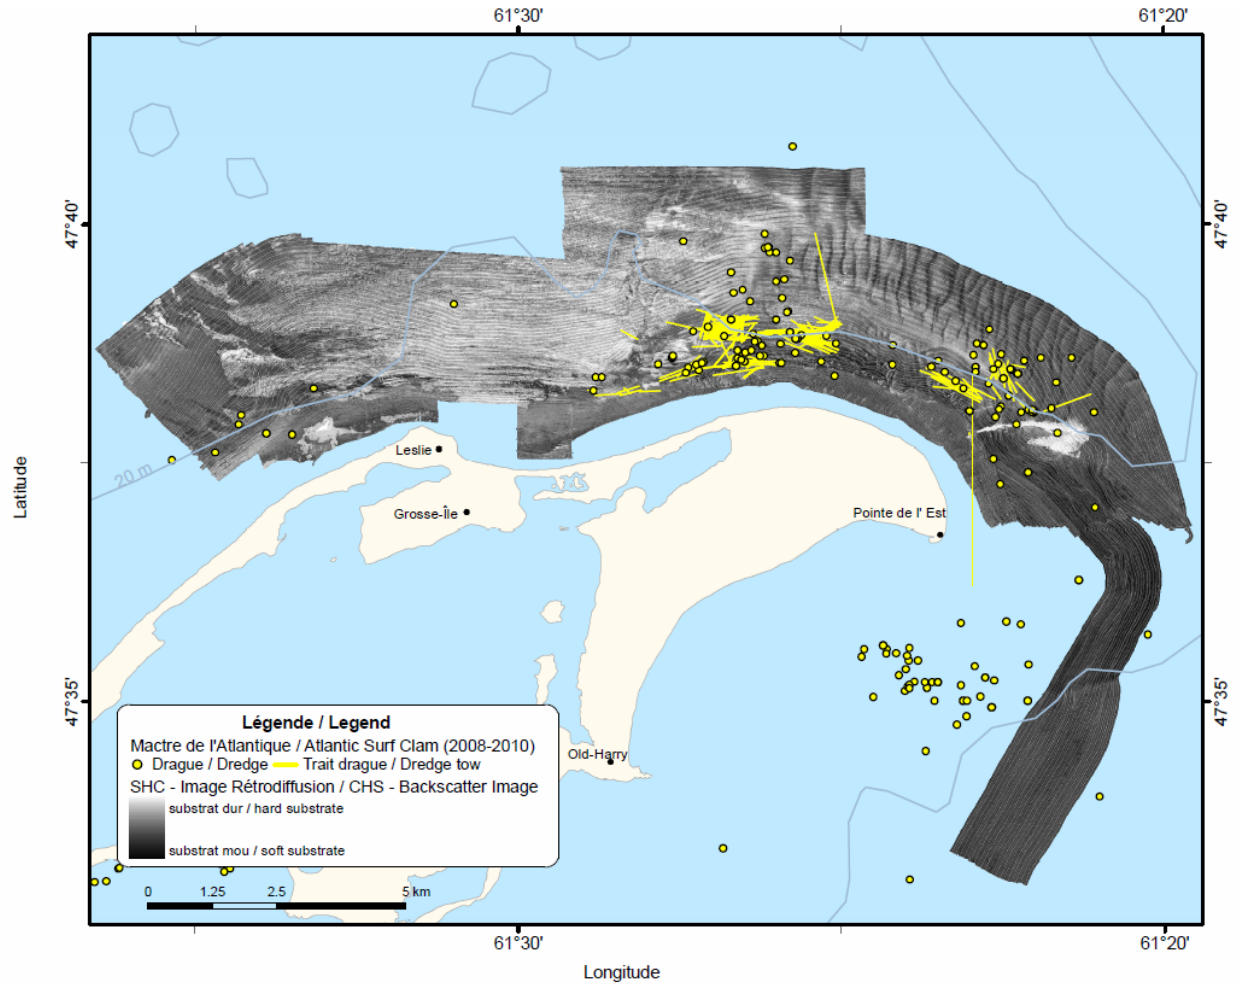 61°30' 61°20'
47°40' 47°40'
Latitude
20 m
Leslie
Grosse-Île
Pointe de l' Est
47°35' 47°35'
Old-Harry
Légende / Legend
Mactre de l'Atlantique / Atlantic Surf Clam (2008-2010)
Drague / Dredge Trait drague / Dredge tow
SHC - Image Rétrodiffusion / CHS - Backscatter Image
substrat dur / hard substrate
substrat mou / soft substrate
0 1.25 2.5 5 km
61°30' 61°20'
Longitude